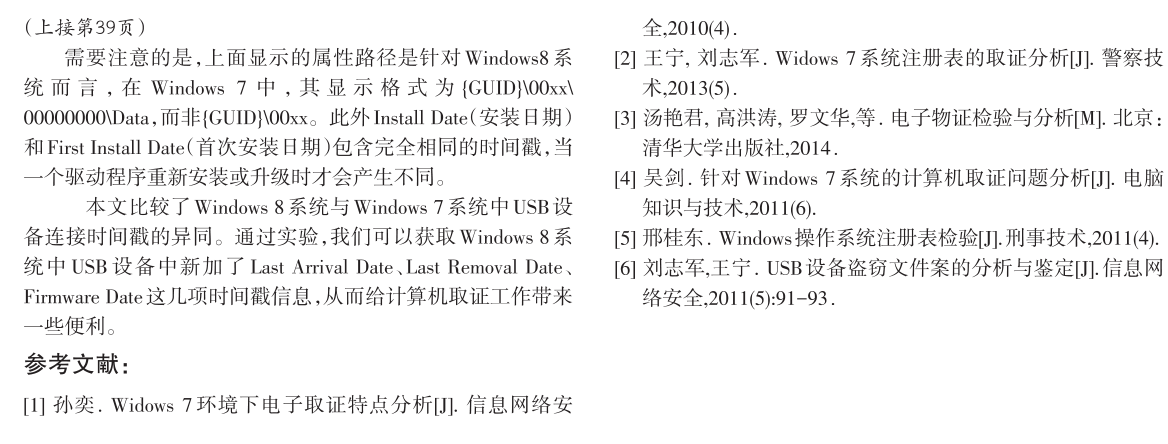 (上接第39页)
需要注意的是,上面显示的属性路径是针对Windows8系
统而言,在 Windows 7 中,其显示格式为{GUID}\00xx\
00000000\Data,而非{GUID}\00xx。此外Install Date(安装日期)
和First Install Date(首次安装日期)包含完全相同的时间戳,当
一个驱动程序重新安装或升级时才会产生不同。
本文比较了Windows 8系统与Windows 7系统中USB设
备连接时间戳的异同。通过实验,我们可以获取Windows 8系
统中USB设备中新加了Last Arrival Date、Last Removal Date、
Firmware Date这几项时间戳信息,从而给计算机取证工作带来
一些便利。
参考文献:
[1] 孙奕. Widows 7环境下电子取证特点分析[J]. 信息网络安
全,2010(4).
[2] 王宁, 刘志军. Widows 7系统注册表的取证分析[J]. 警察技
术,2013(5).
[3] 汤艳君, 高洪涛, 罗文华,等. 电子物证检验与分析[M]. 北京:
清华大学出版社,2014.
[4] 吴剑. 针对Windows 7系统的计算机取证问题分析[J]. 电脑
知识与技术,2011(6).
[5] 邢桂东. Windows操作系统注册表检验[J].刑事技术,2011(4).
[6] 刘志军,王宁. USB设备盗窃文件案的分析与鉴定[J].信息网
络安全,2011(5):91-93.